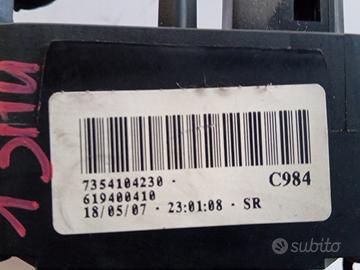 7354104230 - C984
619400410
18/05/07 - 23:01:08 - SR
subito